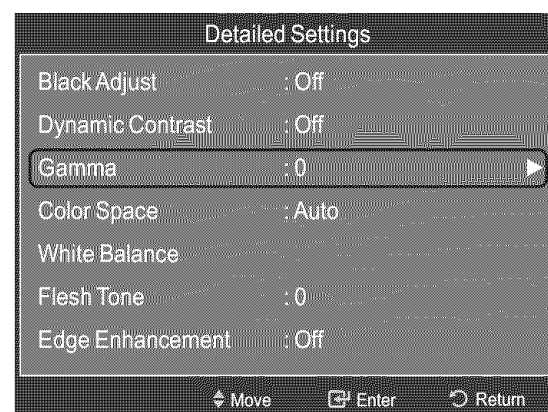 Detailed Settings
Black Adjust : Off
Dynamic Contrast : Off
Gamma : 0
Color Space : Auto
White Balance
Flesh Tone : 0
Edge Enhancement : Off
Move Enter Return